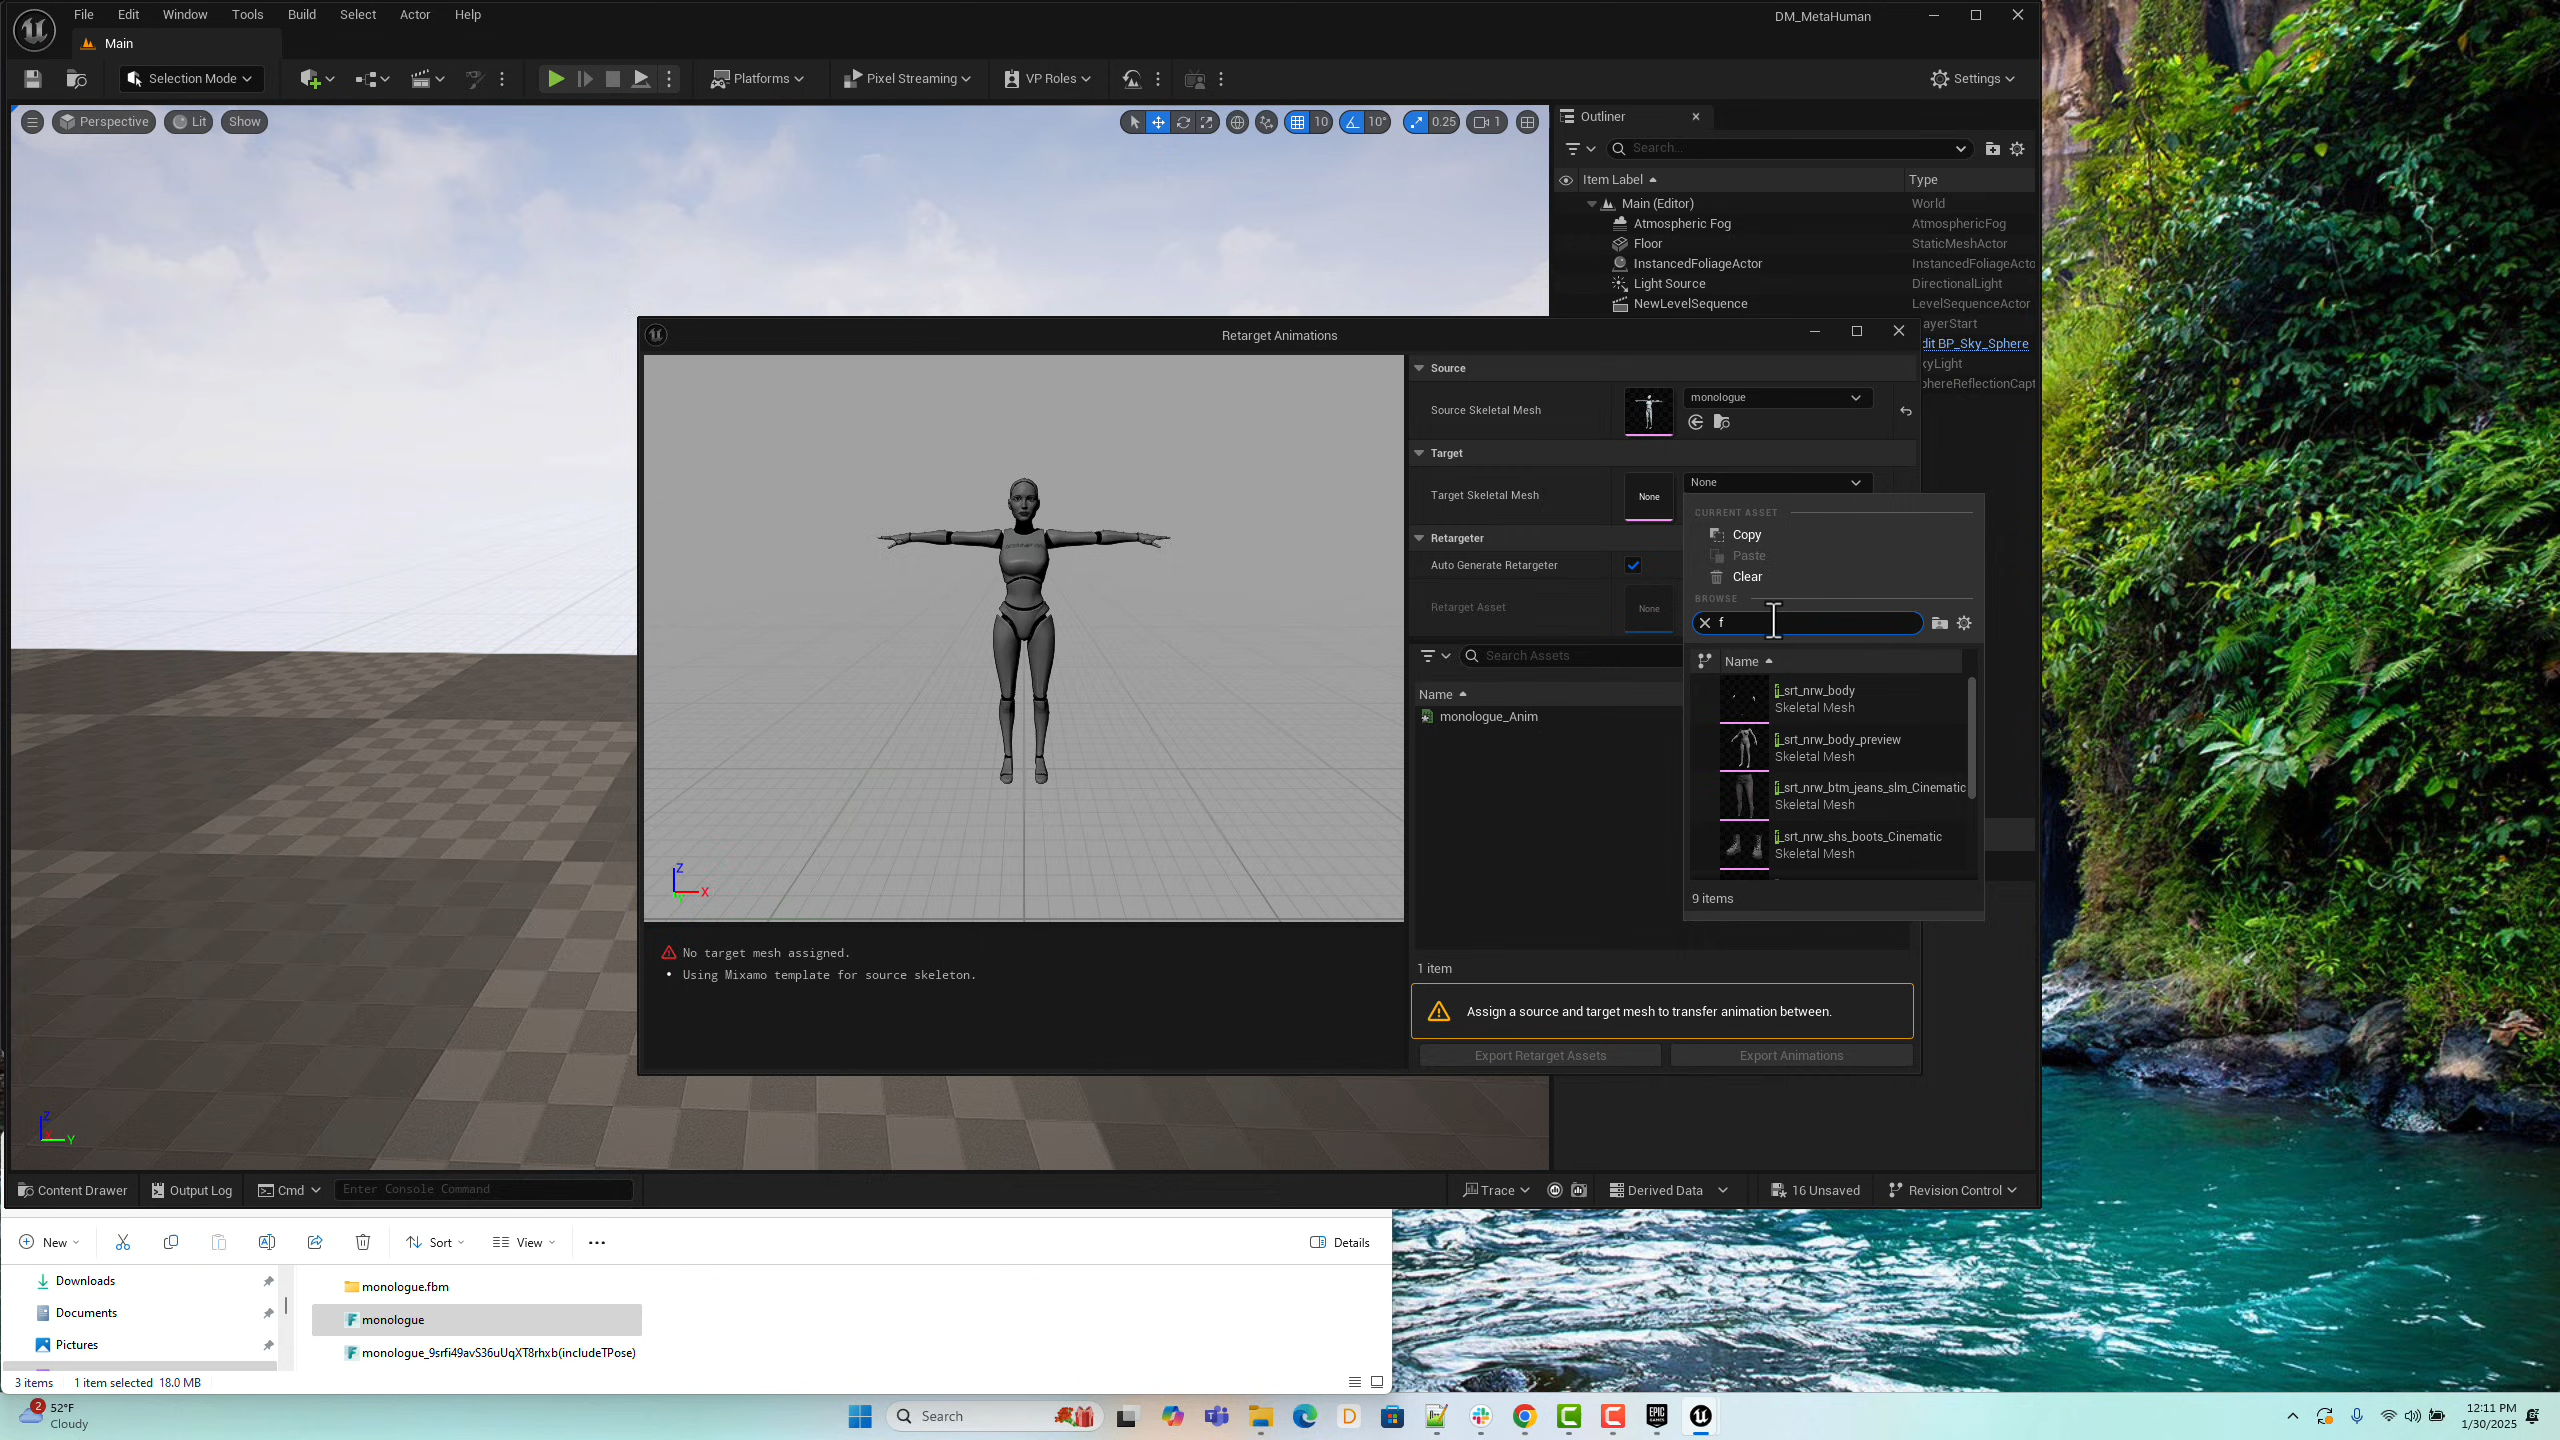 File Edit Window Tools Build Select Actor Help
DM_MetaHuman
Main
Selection Mode
Platforms
Pixel Streaming
VP Roles
Settings
Perspective
Lit
Show
10
10°
0.25
1
Outliner
Search...
Item Label
Type
Main (Editor)
World
Atmospheric Fog
AtmosphericFog
Floor
StaticMeshActor
InstancedFoliageActor
InstancedFoliageActo
Light Source
DirectionalLight
NewLevelSequence
LevelSequenceActor
ayerStart
dit BP_Sky_Sphere
kyLight
phereReflectionCapt
Retarget Animations
Source
Source Skeletal Mesh
monologue
Target
Target Skeletal Mesh
None
None
Retargeter
Auto Generate Retargeter
Retarget Asset
None
Search Assets
Name
monologue_Anim
CURRENT ASSET
Copy
Paste
Clear
BROWSE
f
Name
f_srt_nrw_body
Skeletal Mesh
f_srt_nrw_body_preview
Skeletal Mesh
f_srt_nrw_btm_jeans_slm_Cinematic
Skeletal Mesh
f_srt_nrw_shs_boots_Cinematic
Skeletal Mesh
9 items
Z
X
Y
No target mesh assigned.
• Using Mixamo template for source skeleton.
1 item
Assign a source and target mesh to transfer animation between.
Export Retarget Assets
Export Animations
Z
Y
Content Drawer
Output Log
Cmd
Enter Console Command
Trace
Derived Data
16 Unsaved
Revision Control
New
Sort
View
Details
Downloads
Documents
Pictures
monologue.fbm
monologue
monologue_9srfi49avS36uUqXT8rhxb(includeTPose)
3 items
1 item selected 18.0 MB
2
52°F
Cloudy
Search
12:11 PM
1/30/2025